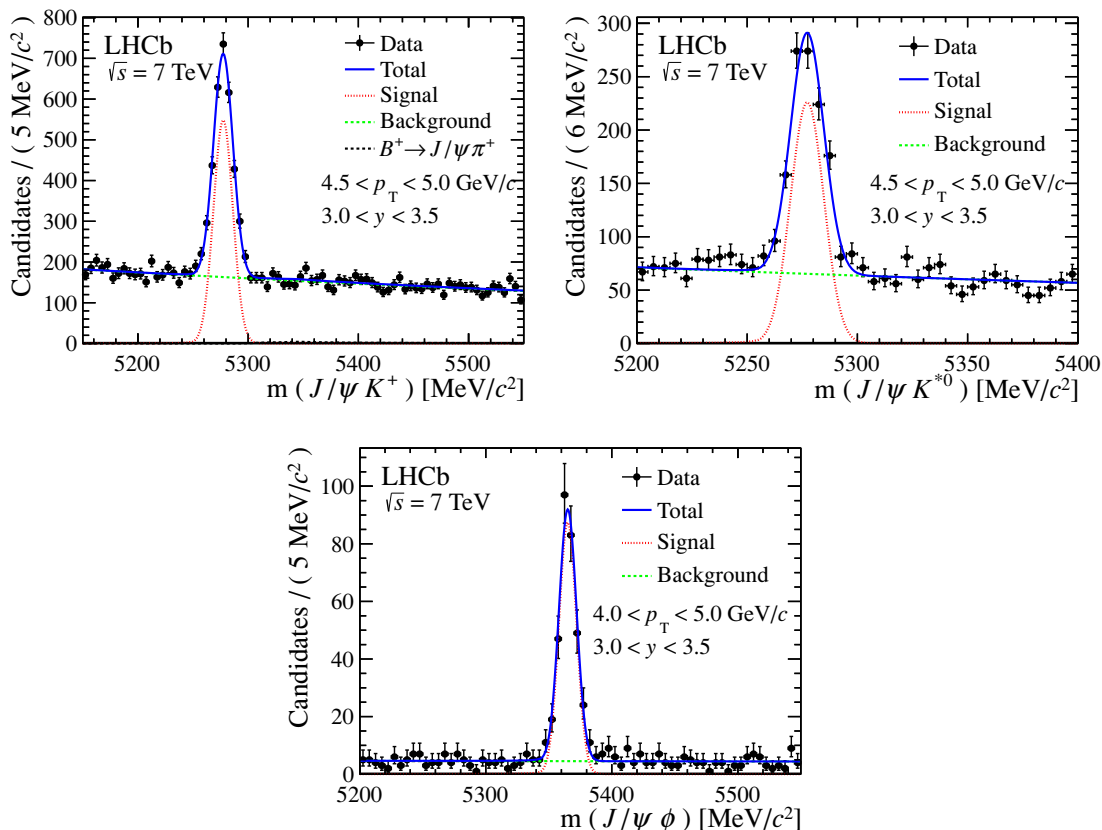 LHCb
√s = 7 TeV
Data
Total
Signal
Background
B⁺→ J/ψπ⁺
4.5 < p_T < 5.0 GeV/c
3.0 < y < 3.5
Candidates / ( 5 MeV/c²)
800
700
600
500
400
300
200
100
0
5200 5300 5400 5500
m ( J/ψ K⁺) [MeV/c²]
LHCb
√s = 7 TeV
Data
Total
Signal
Background
4.5 < p_T < 5.0 GeV/c
3.0 < y < 3.5
Candidates / ( 6 MeV/c²)
300
250
200
150
100
50
0
5200 5250 5300 5350 5400
m ( J/ψ K*⁰) [MeV/c²]
LHCb
√s = 7 TeV
Data
Total
Signal
Background
4.0 < p_T < 5.0 GeV/c
3.0 < y < 3.5
Candidates / ( 5 MeV/c²)
100
80
60
40
20
0
5200 5300 5400 5500
m ( J/ψ ϕ) [MeV/c²]